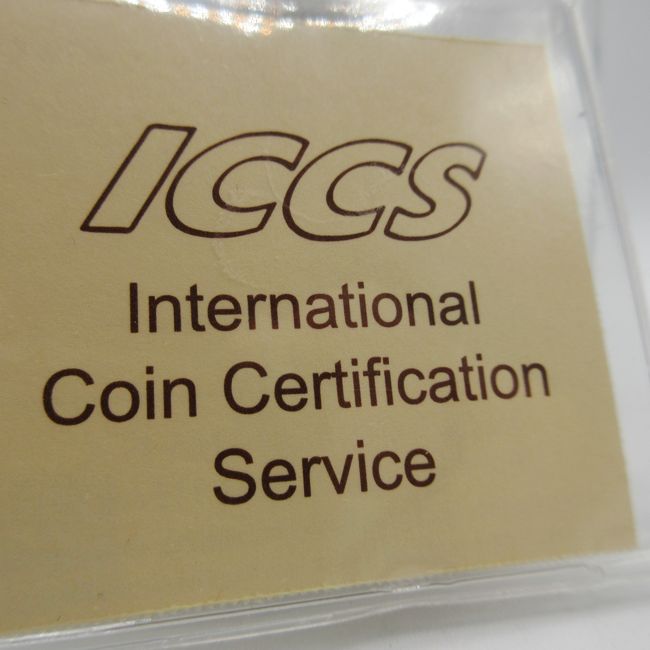 ICCS
International
Coin Certification
Service